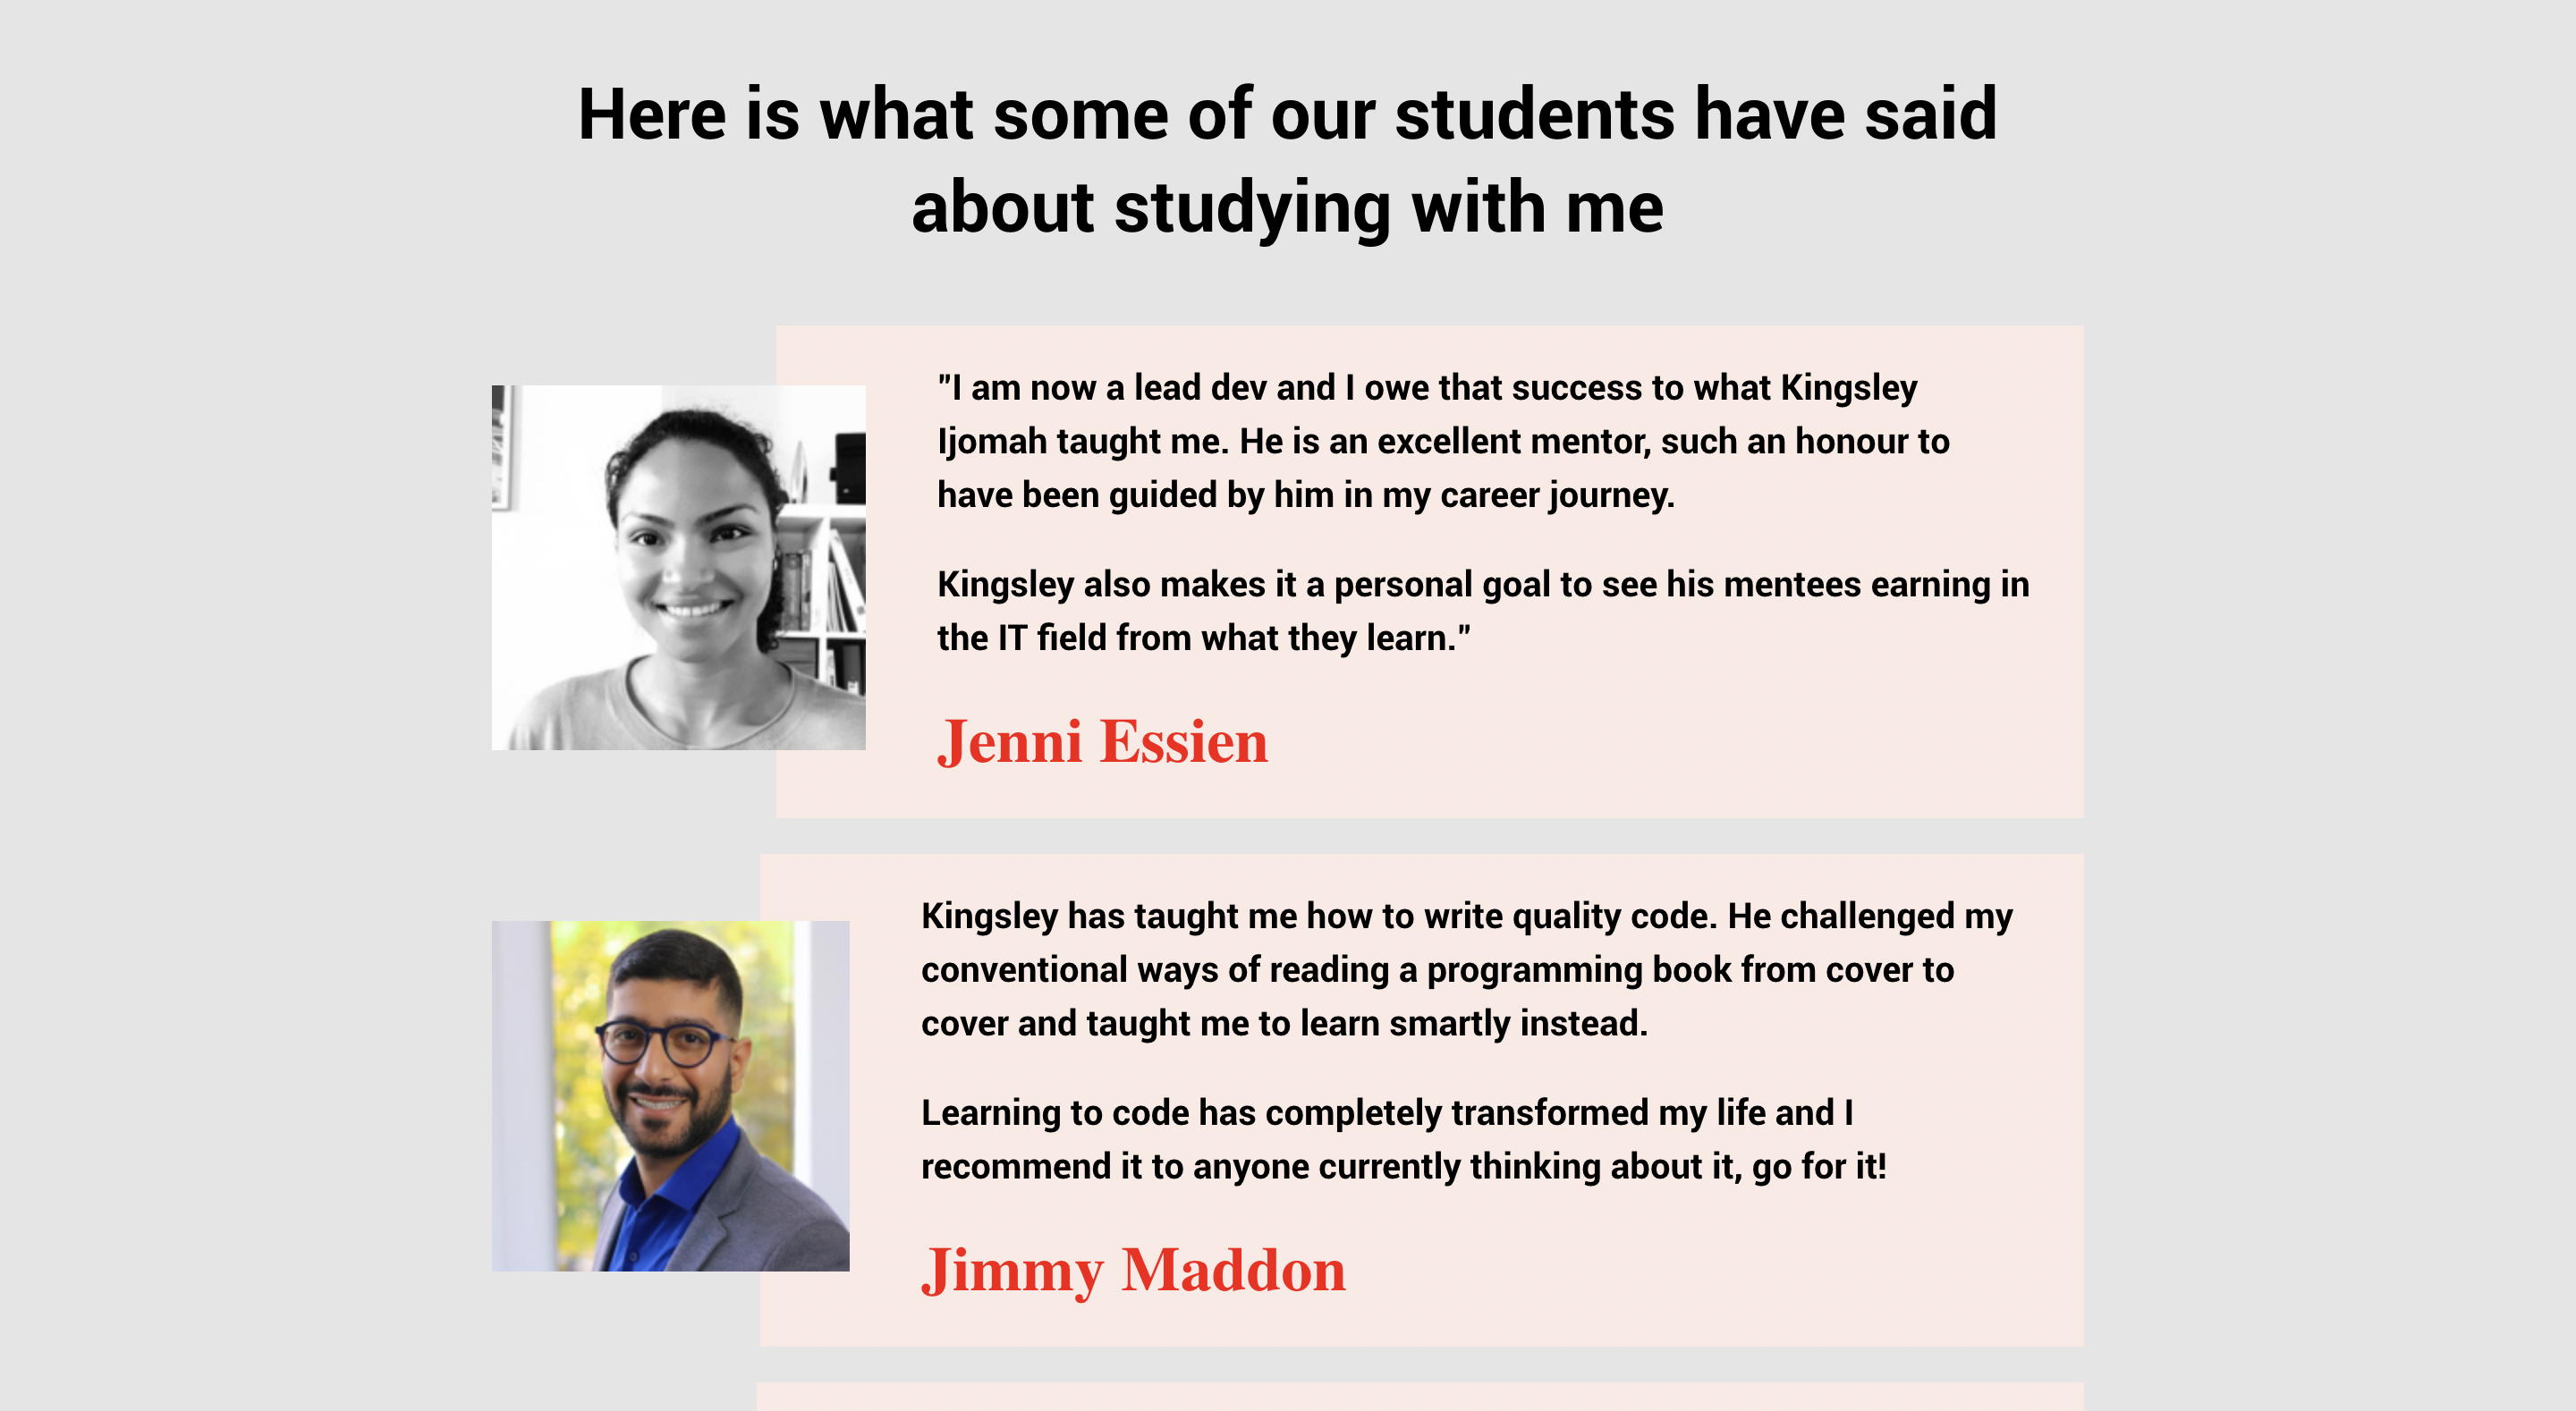 Here is what some of our students have said
about studying with me
"I am now a lead dev and I owe that success to what Kingsley
Ijomah taught me. He is an excellent mentor, such an honour to
have been guided by him in my career journey.
Kingsley also makes it a personal goal to see his mentees earning in
the IT field from what they learn."
Jenni Essien
Kingsley has taught me how to write quality code. He challenged my
conventional ways of reading a programming book from cover to
cover and taught me to learn smartly instead.
Learning to code has completely transformed my life and I
recommend it to anyone currently thinking about it, go for it!
Jimmy Maddon